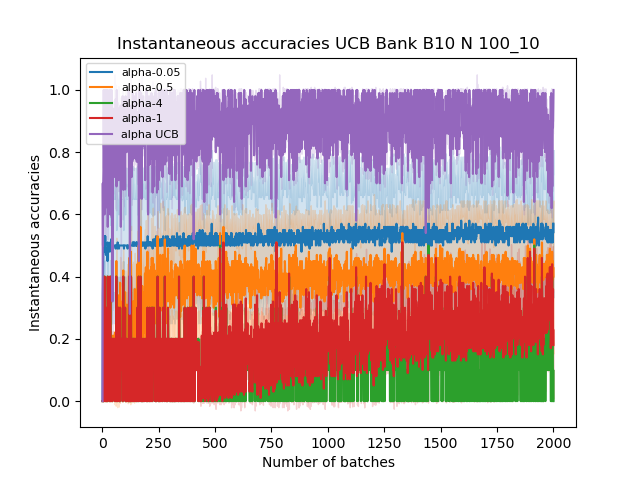 Instantaneous accuracies UCB Bank B10 N 100_10
alpha-0.05
alpha-0.5
alpha-4
alpha-1
alpha UCB
1.0
0.8
0.6
0.4
0.2
0.0
Instantaneous accuracies
0 250 500 750 1000 1250 1500 1750 2000
Number of batches